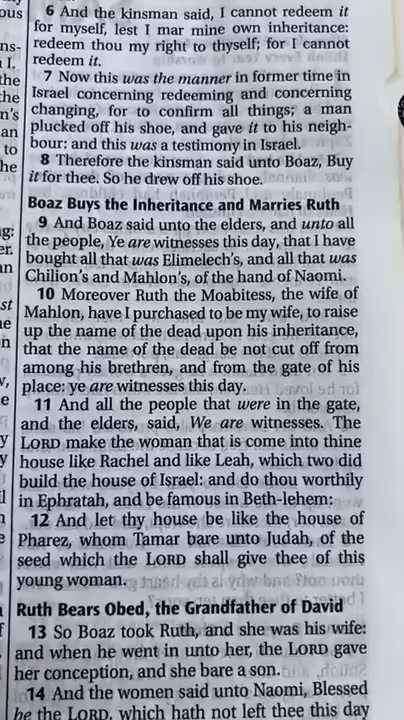 6 And the kinsman said, I cannot redeem it
for myself, lest I mar mine own inheritance:
redeem thou my right to thyself; for I cannot
redeem it.
7 Now this was the manner in former time in
Israel concerning redeeming and concerning
changing, for to confirm all things; a man
plucked off his shoe, and gave it to his neigh-
bour: and this was a testimony in Israel.
8 Therefore the kinsman said unto Boaz, Buy
it for thee. So he drew off his shoe.
Boaz Buys the Inheritance and Marries Ruth
9 And Boaz said unto the elders, and unto all
the people, Ye are witnesses this day, that I have
bought all that was Elimelech's, and all that was
Chilion's and Mahlon's, of the hand of Naomi.
10 Moreover Ruth the Moabitess, the wife of
Mahlon, have I purchased to be my wife, to raise
up the name of the dead upon his inheritance,
that the name of the dead be not cut off from
among his brethren, and from the gate of his
place: ye are witnesses this day.
11 And all the people that were in the gate,
and the elders, said, We are witnesses. The
LORD make the woman that is come into thine
house like Rachel and like Leah, which two did
build the house of Israel: and do thou worthily
in Ephratah, and be famous in Beth-lehem:
12 And let thy house be like the house of
Pharez, whom Tamar bare unto Judah, of the
seed which the LORD shall give thee of this
young woman.
Ruth Bears Obed, the Grandfather of David
13 So Boaz took Ruth, and she was his wife:
and when he went in unto her, the LORD gave
her conception, and she bare a son.
14 And the women said unto Naomi, Blessed
be the LORD, which hath not left thee this day